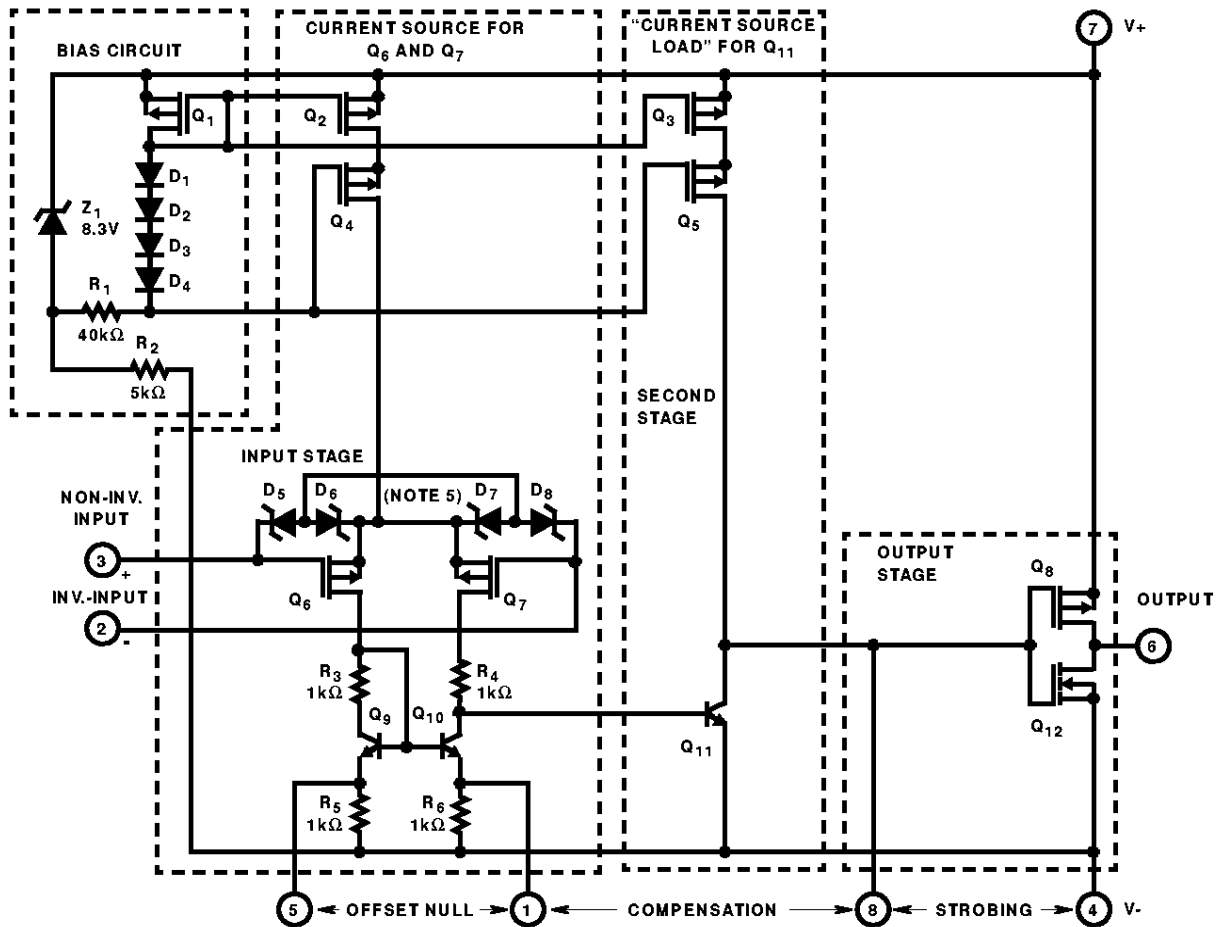 BIAS CIRCUIT
CURRENT SOURCE FOR
Q6 AND Q7
“CURRENT SOURCE
LOAD” FOR Q11
7
V+
Q1
Q2
Q3
D1
D2
D3
D4
Z1
8.3V
Q4
Q5
R1
40kΩ
R2
5kΩ
SECOND
STAGE
INPUT STAGE
D5
D6
(NOTE 5)
D7
D8
NON-INV.
INPUT
3
+
INV.-INPUT
2
-
Q6
Q7
OUTPUT
STAGE
Q8
OUTPUT
6
R3
1kΩ
R4
1kΩ
Q9
Q10
Q11
Q12
R5
1kΩ
R6
1kΩ
5
OFFSET NULL
1
COMPENSATION
8
STROBING
4
V-